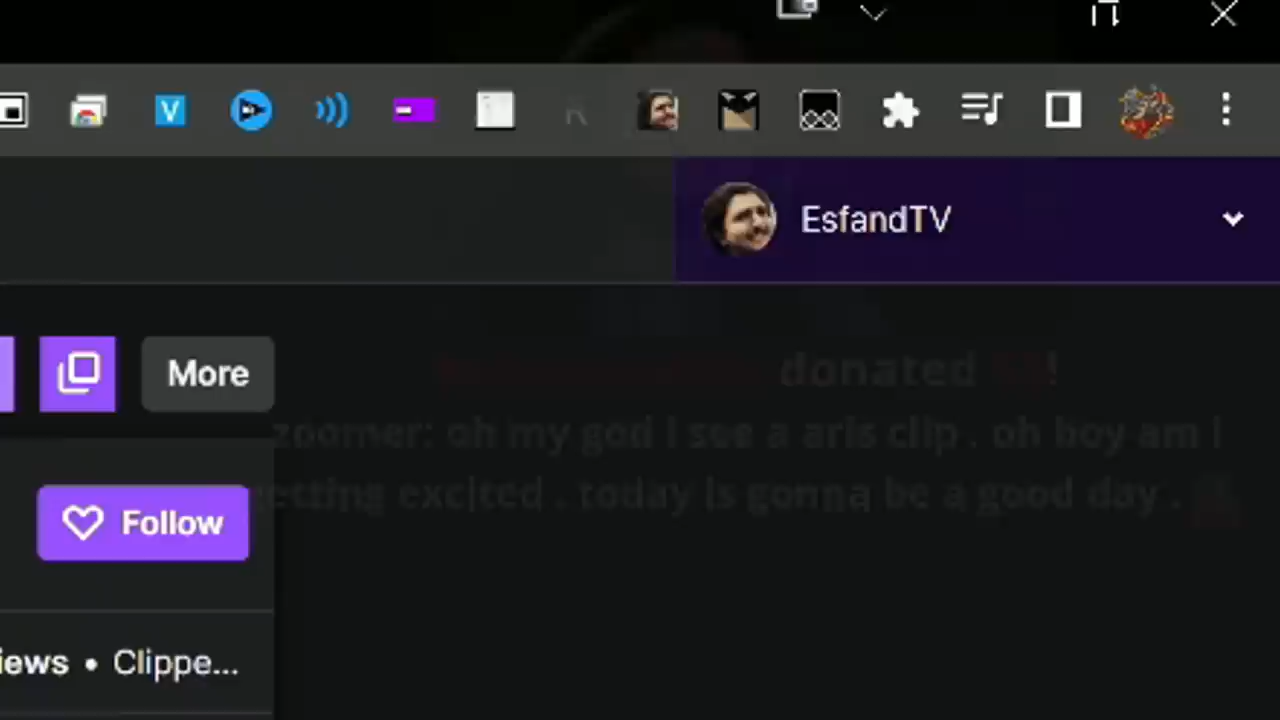 V
EsfandTV
More
donated !
zoomer: oh my god I see a aris clip . oh boy am I
getting excited . today is gonna be a good day .
Follow
iews • Clippe...